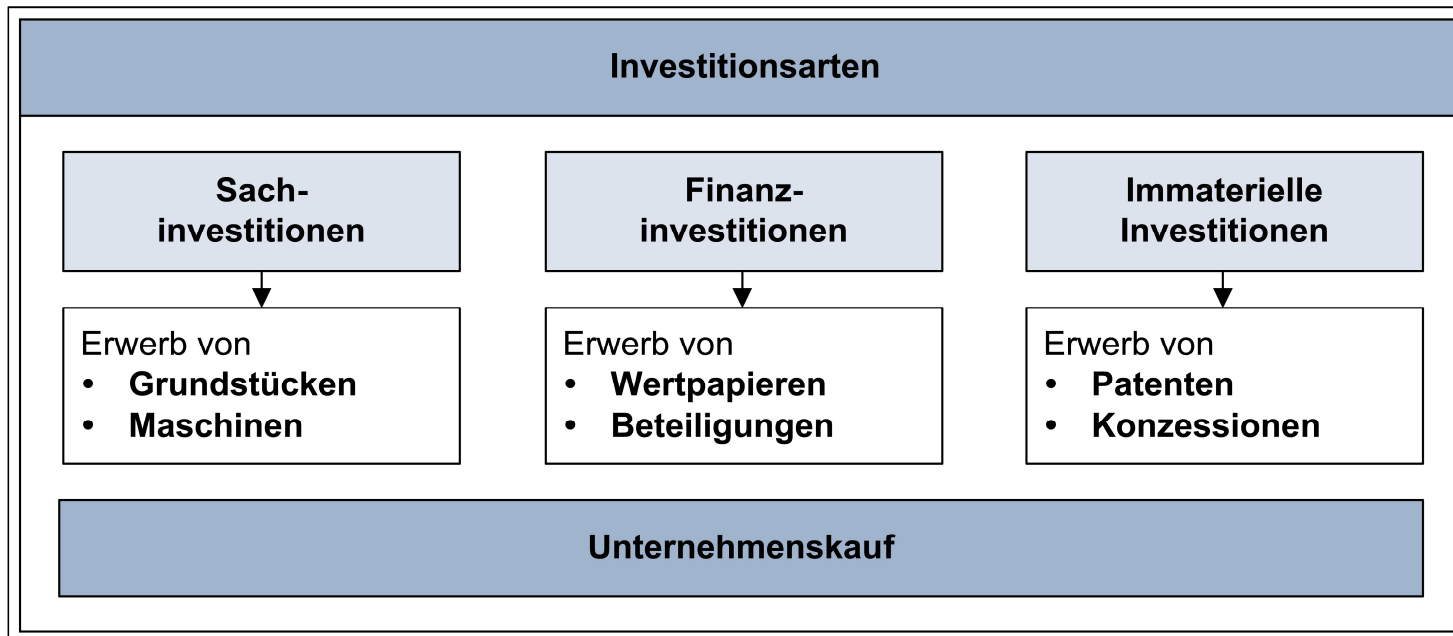 Investitionsarten
Sach-
investitionen
Erwerb von
• Grundstücken
• Maschinen
Finanz-
investitionen
Erwerb von
• Wertpapieren
• Beteiligungen
Immaterielle
Investitionen
Erwerb von
• Patenten
• Konzessionen
Unternehmenskauf